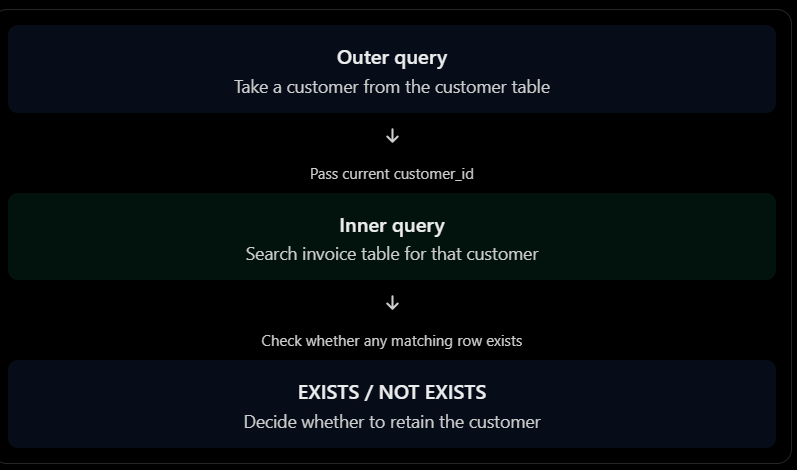 Outer query
Take a customer from the customer table
↓
Pass current customer_id
Inner query
Search invoice table for that customer
↓
Check whether any matching row exists
EXISTS / NOT EXISTS
Decide whether to retain the customer